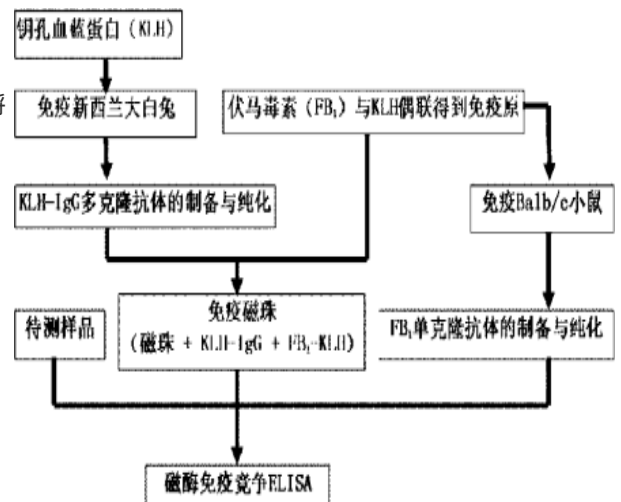 钥孔血蓝蛋白(KLH)
免疫新西兰大白兔
伏马毒素(FB₁)与KLH偶联得到免疫原
KLH-IgG多克隆抗体的制备与纯化
免疫Balb/c小鼠
待测样品
免疫磁珠
(磁珠 + KLH-IgG + FB₁-KLH)
FB₁单克隆抗体的制备与纯化
磁酶免疫竞争ELISA